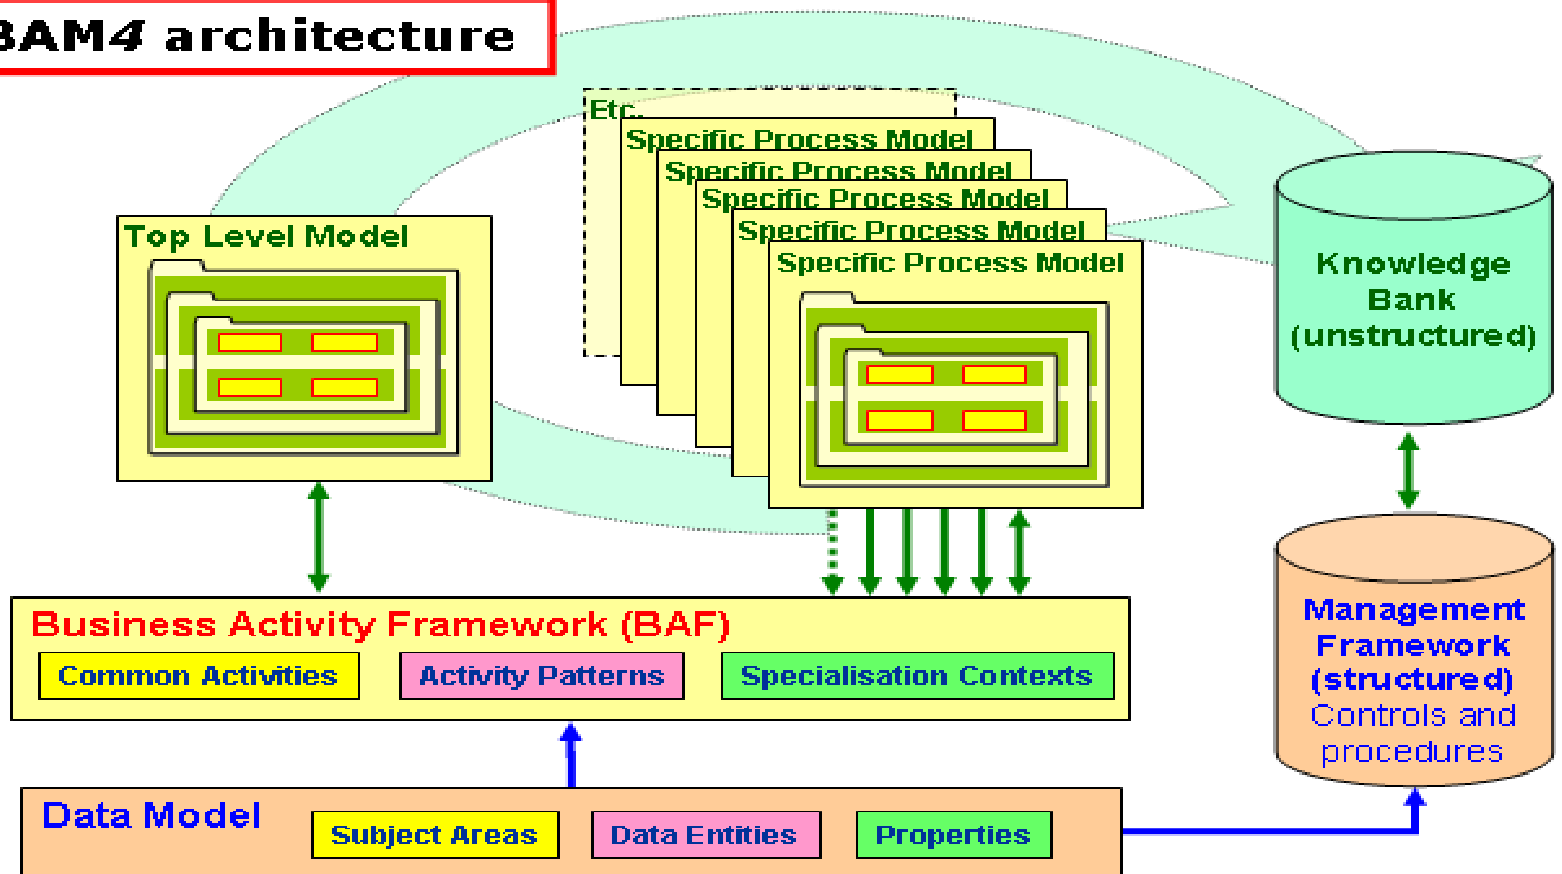 BAM4 architecture
Etc..
Specific Process Model
Specific Process Model
Specific Process Model
Specific Process Model
Specific Process Model
Top Level Model
Knowledge
Bank
(unstructured)
Business Activity Framework (BAF)
Common Activities
Activity Patterns
Specialisation Contexts
Management
Framework
(structured)
Controls and
procedures
Data Model
Subject Areas
Data Entities
Properties